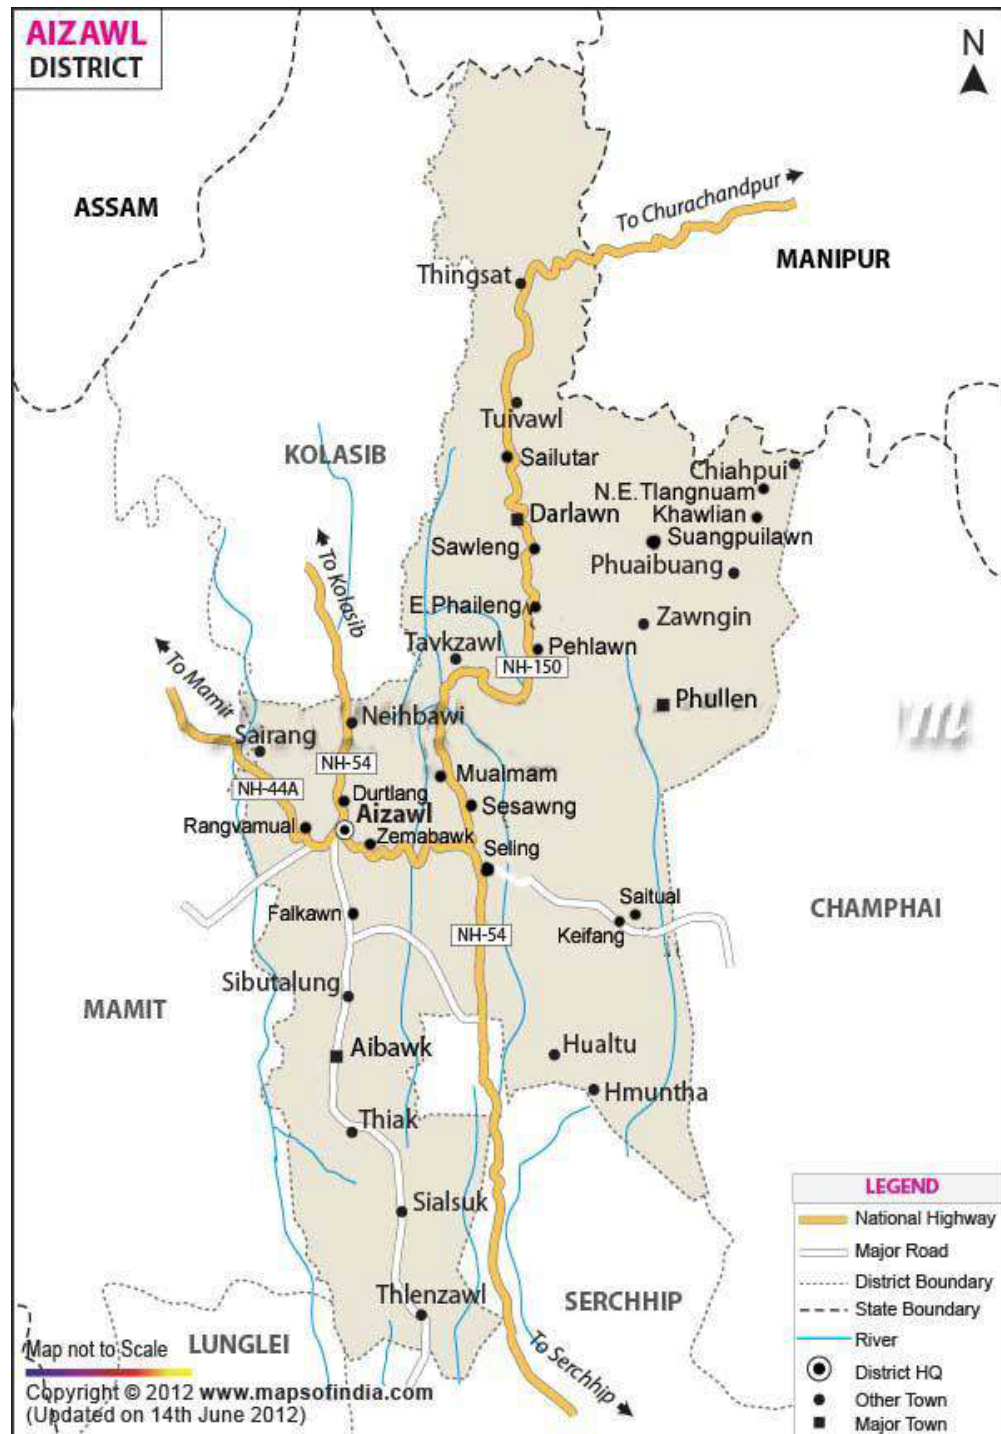 AIZAWL
DISTRICT
N
ASSAM
To Churachandpur
MANIPUR
Thingsat
Tuivawl
KOLASIB
Sailutar
Chiahpui
N.E.Tlangnuam
Darlawn
Khawlian
Suangpuilawn
Sawleng
Phuaibuang
To Kolasib
E.Phaileng
Zawngin
Tavkzawl
Pehlawn
NH-150
To Mamir
Phullen
Neihbawi
Sairang
NH-54
Mualmam
NH-44A
Durtlang
Sesawng
Aizawl
Rangvamual
Zemabawk
Seling
Saitual
CHAMPHAI
Falkawn
Keifang
NH-54
Sibutalung
MAMIT
Hualtu
Aibawk
Hmuntha
Thiak
LEGEND
Sialsuk
National Highway
Major Road
District Boundary
Thlenzawl
SERCHHIP
State Boundary
LUNGLEI
River
Map not to Scale
To Serchhip
District HQ
Copyright © 2012 www.mapsofindia.com
Other Town
(Updated on 14th June 2012)
Major Town